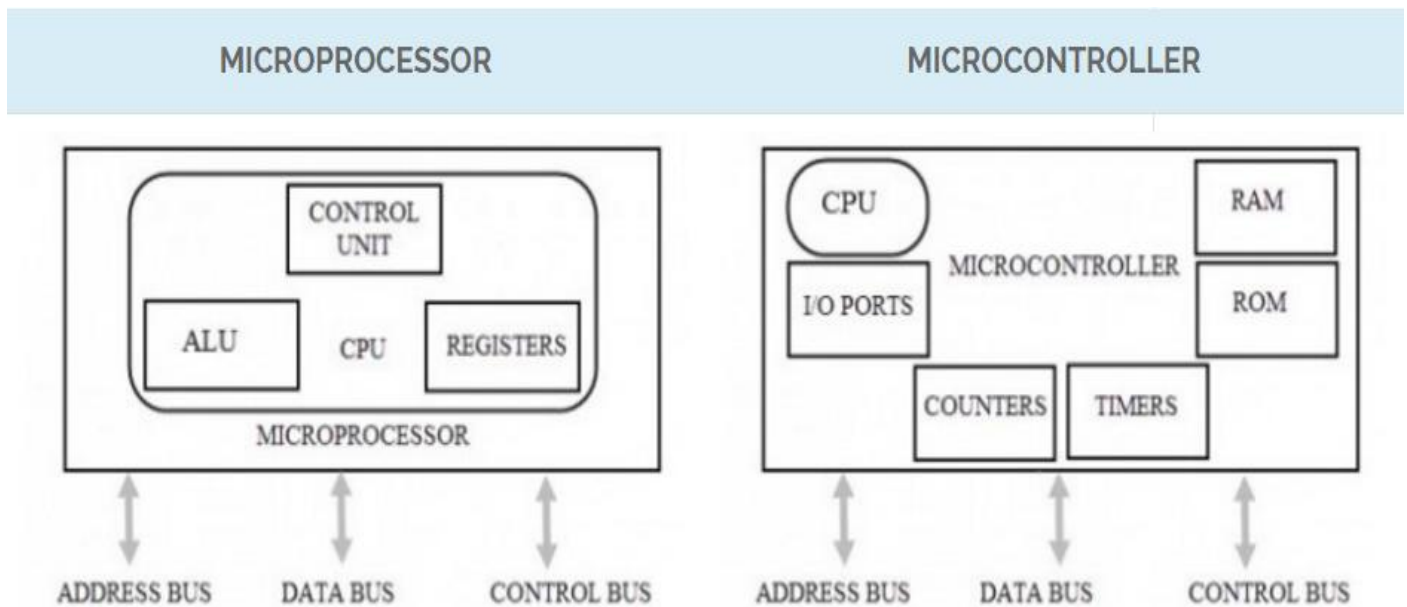 MICROPROCESSOR
MICROCONTROLLER
CONTROL
UNIT
ALU
CPU
REGISTERS
MICROPROCESSOR
ADDRESS BUS
DATA BUS
CONTROL BUS
CPU
RAM
MICROCONTROLLER
I/O PORTS
ROM
COUNTERS
TIMERS
ADDRESS BUS
DATA BUS
CONTROL BUS